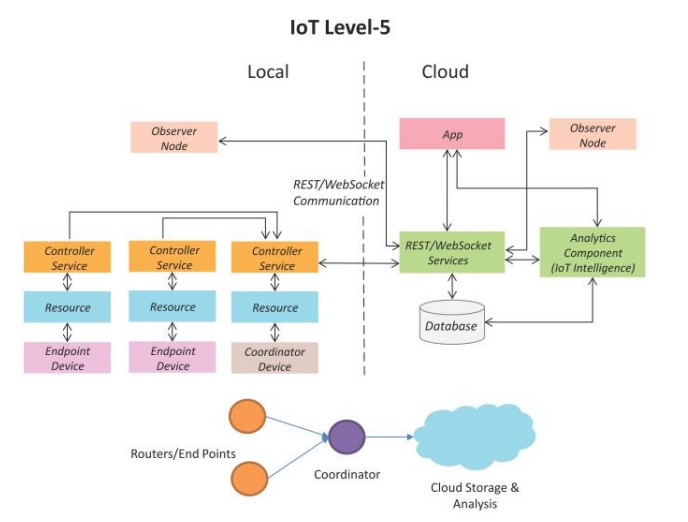 IoT Level-5
Local
Cloud
Observer
Node
App
Observer
Node
REST/WebSocket
Communication
Controller
Service
Controller
Service
Controller
Service
REST/WebSocket
Services
Analytics
Component
(IoT Intelligence)
Resource
Resource
Resource
Database
Endpoint
Device
Endpoint
Device
Coordinator
Device
Routers/End Points
Coordinator
Cloud Storage &
Analysis